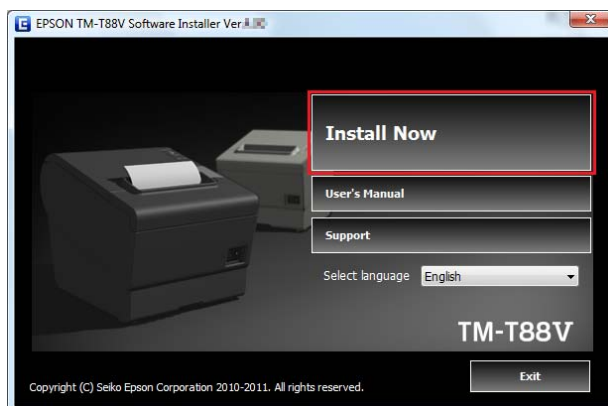 EPSON TM-T88V Software Installer Ver.
Install Now
User's Manual
Support
Select language English
TM-T88V
Exit
Copyright (C) Seiko Epson Corporation 2010-2011. All rights reserved.